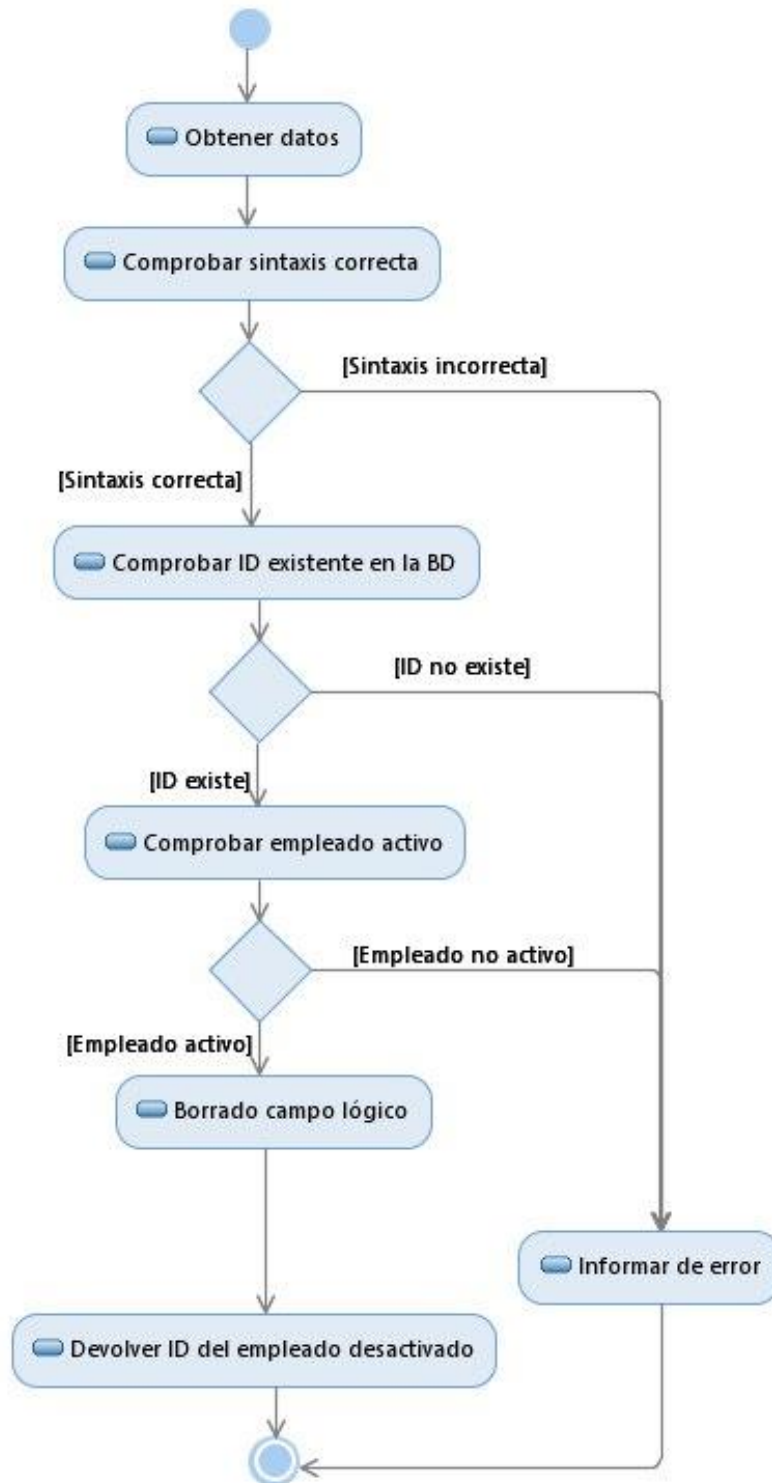 Obtener datos
Comprobar sintaxis correcta
[Sintaxis incorrecta]
[Sintaxis correcta]
Comprobar ID existente en la BD
[ID no existe]
[ID existe]
Comprobar empleado activo
[Empleado no activo]
[Empleado activo]
Borrado campo lógico
Informar de error
Devolver ID del empleado desactivado